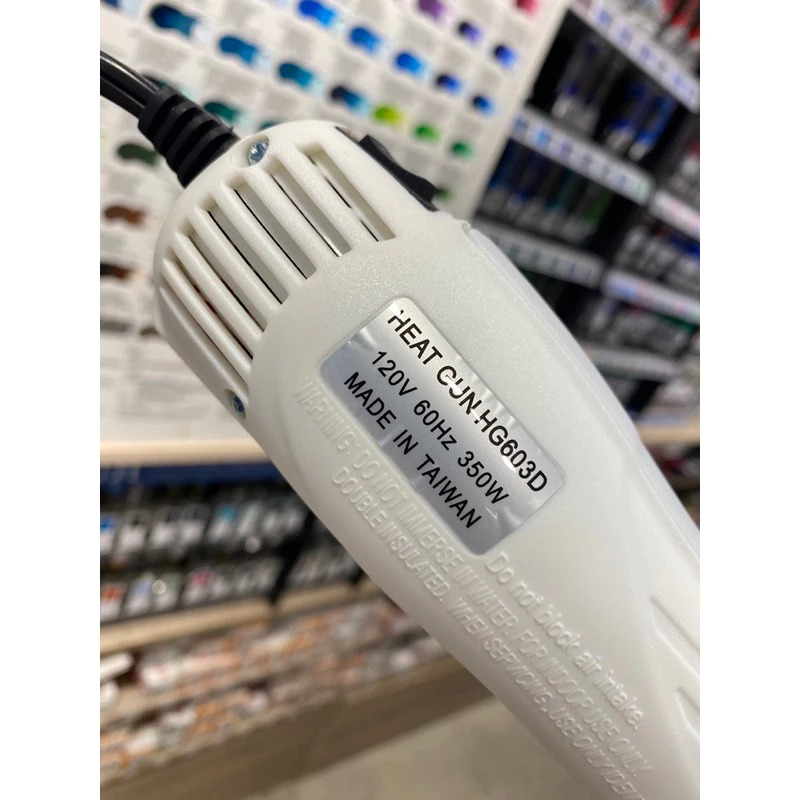 HEAT GUN HG603D
120V 60Hz 350W
MADE IN TAIWAN
Do not block air intake.
WARNING: DO NOT IMMERSE IN WATER. FOR INDOOR USE ONLY.
DOUBLE INSULATED. WHEN SERVICING, USE ONLY